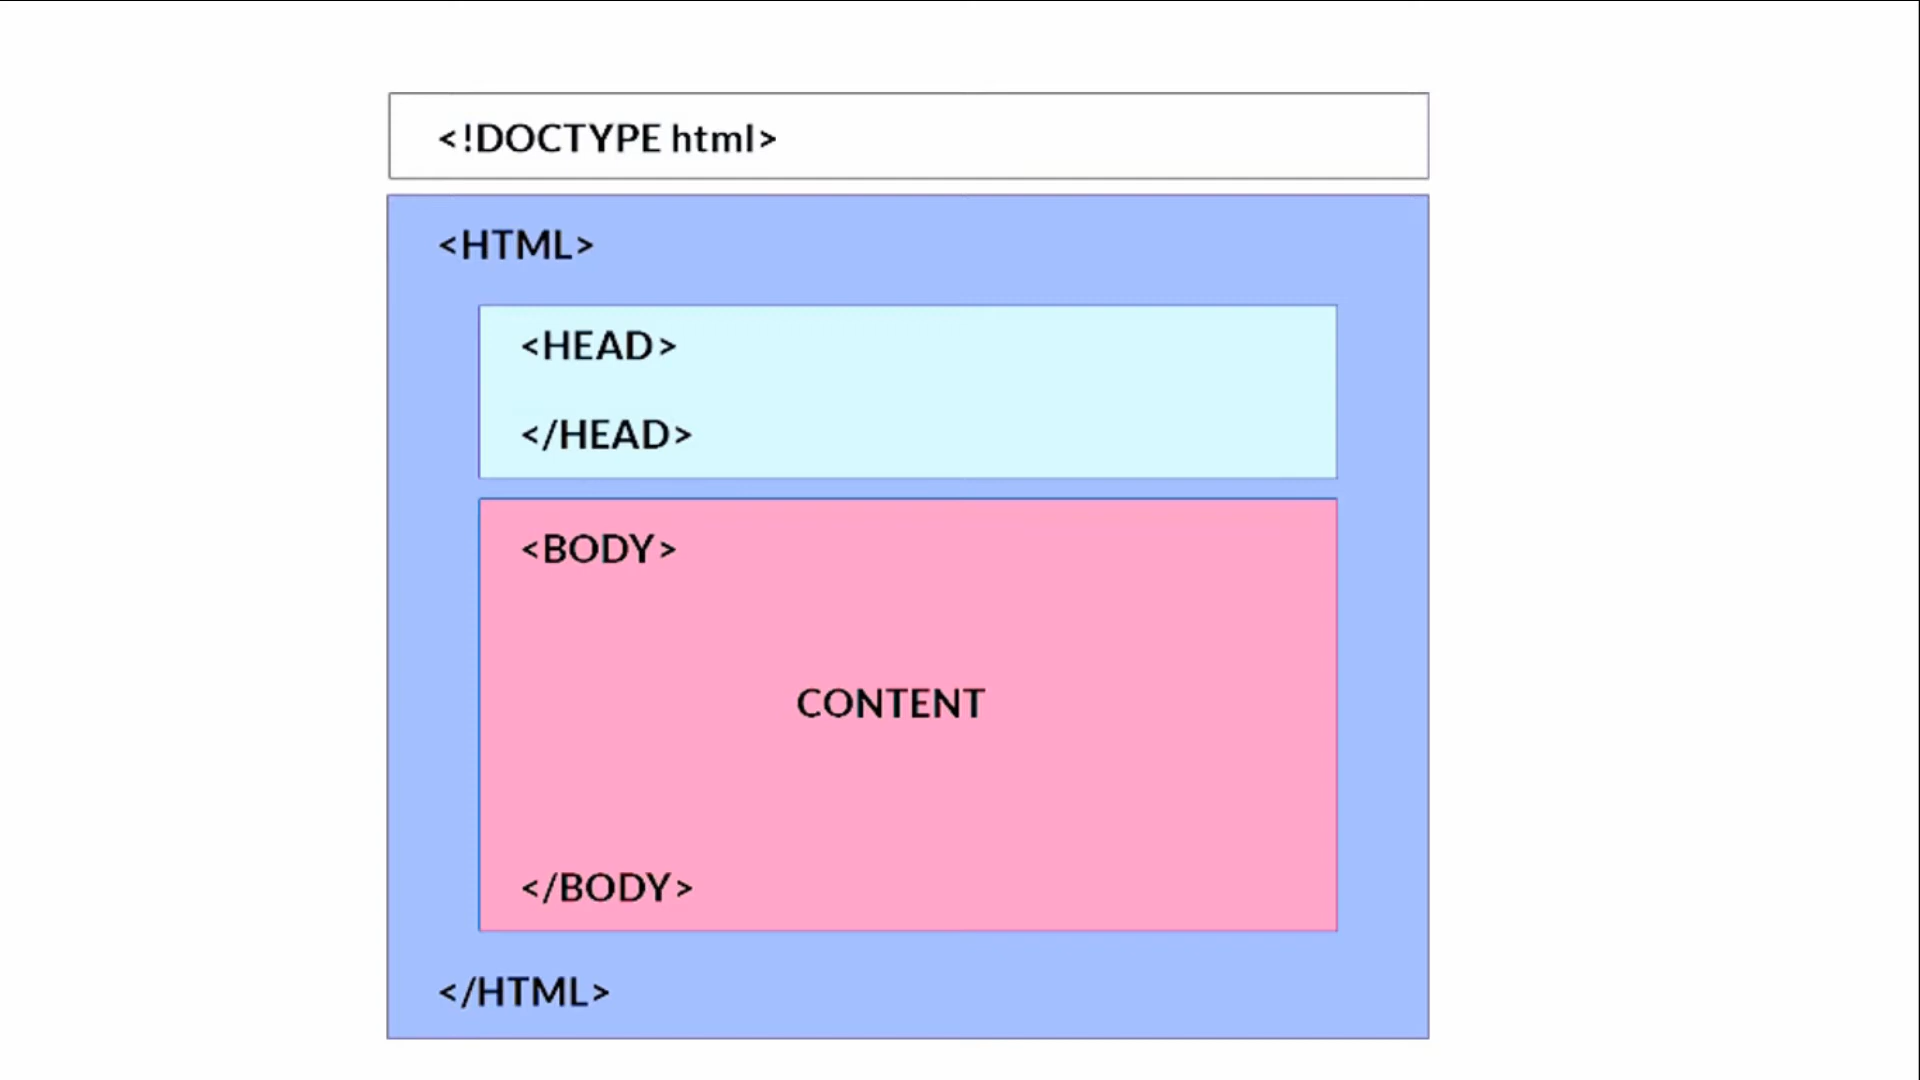 <!DOCTYPE html>
<HTML>
<HEAD>
</HEAD>
<BODY>
CONTENT
</BODY>
</HTML>